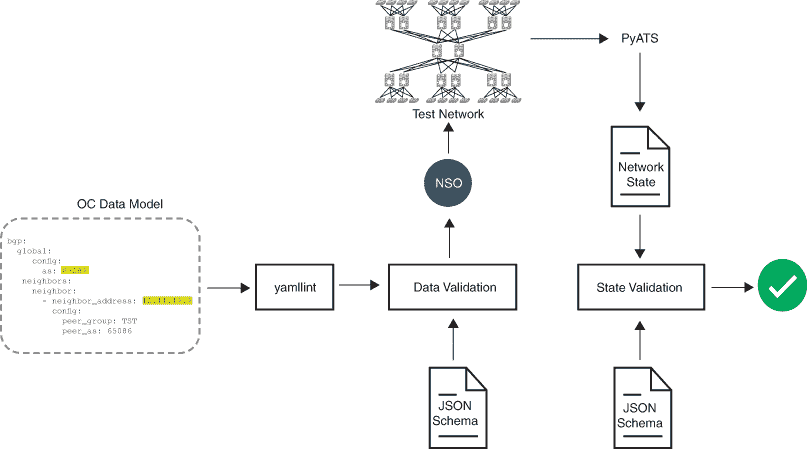 PyATS
Test Network
Network
State
NSO
OC Data Model
bgp:
global:
config:
as:
neighbors:
neighbor:
- neighbor_address:
config:
peer_group: TST
peer_as: 65086
yamllint
Data Validation
State Validation
JSON
Schema
JSON
Schema